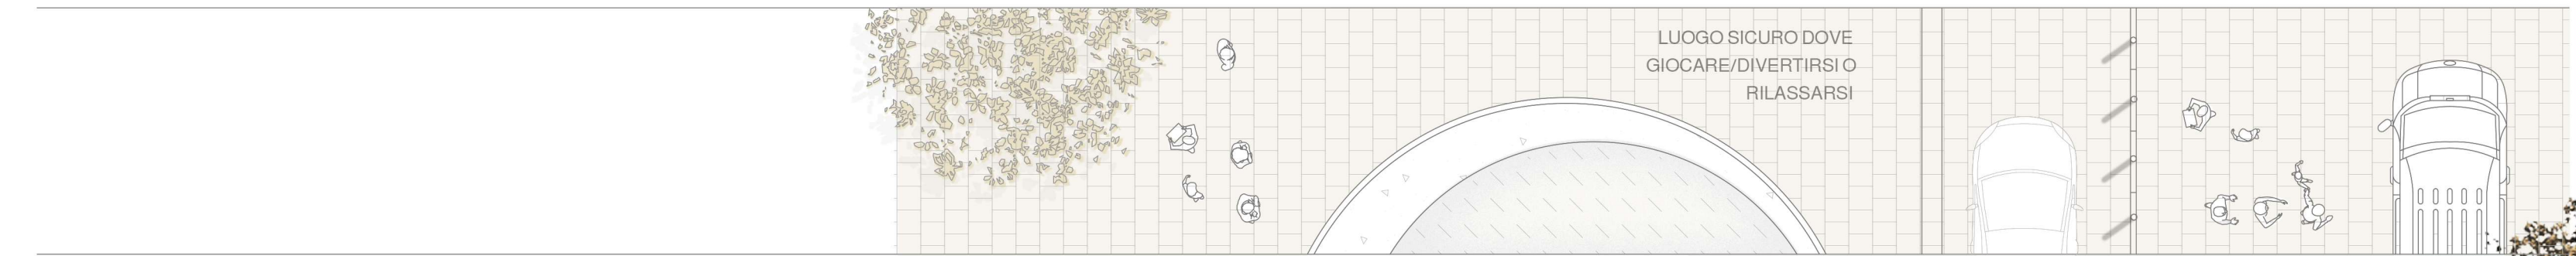 LUOGO SICURO DOVE
GIOCARE/DIVERTIRSI O
RILASSARSI